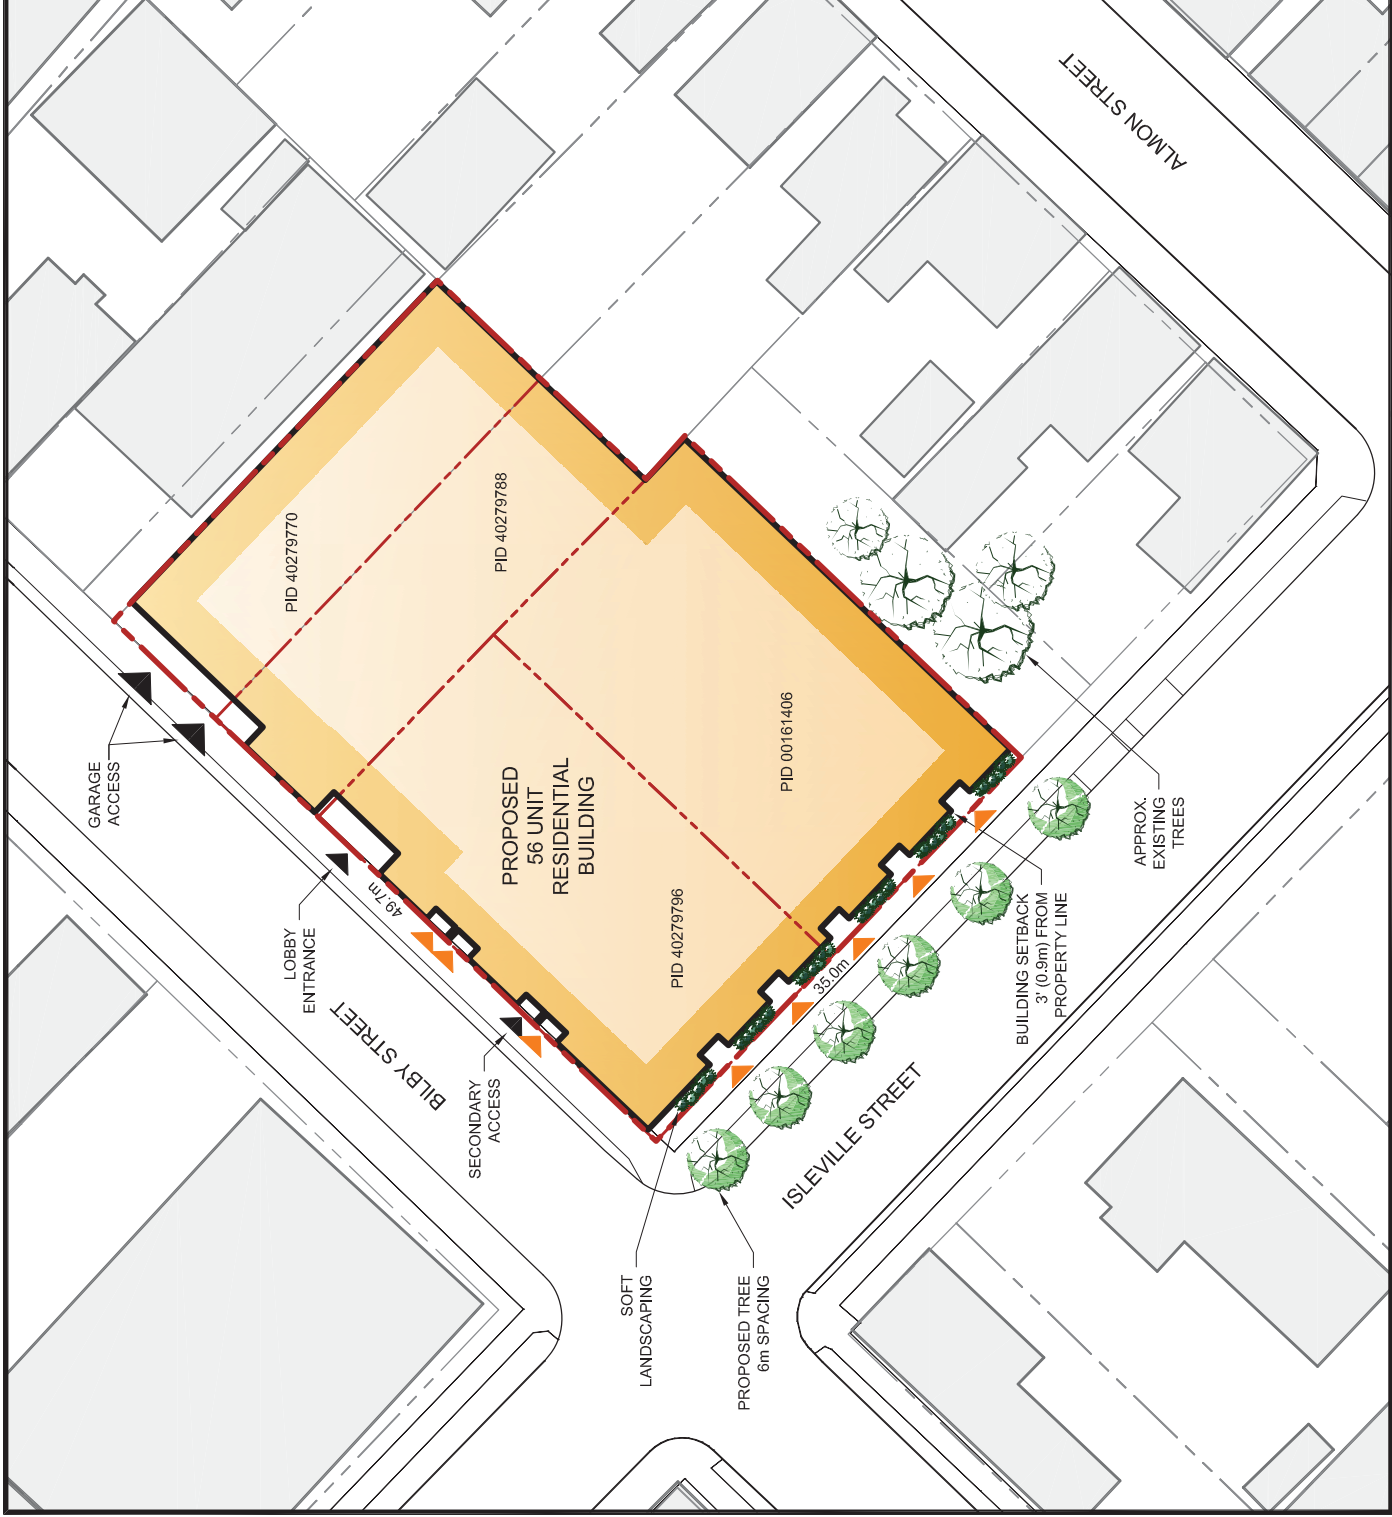 ALMON STREET
PID 40279770
PID 40279788
GARAGE
ACCESS
PROPOSED
56 UNIT
RESIDENTIAL
BUILDING
PID 00161406
PID 40279796
49.7m
LOBBY
ENTRANCE
BILBY STREET
SECONDARY
ACCESS
35.0m
APPROX.
EXISTING
TREES
BUILDING SETBACK
3' (0.9m) FROM
PROPERTY LINE
ISLEVILLE STREET
SOFT
LANDSCAPING
PROPOSED TREE
6m SPACING